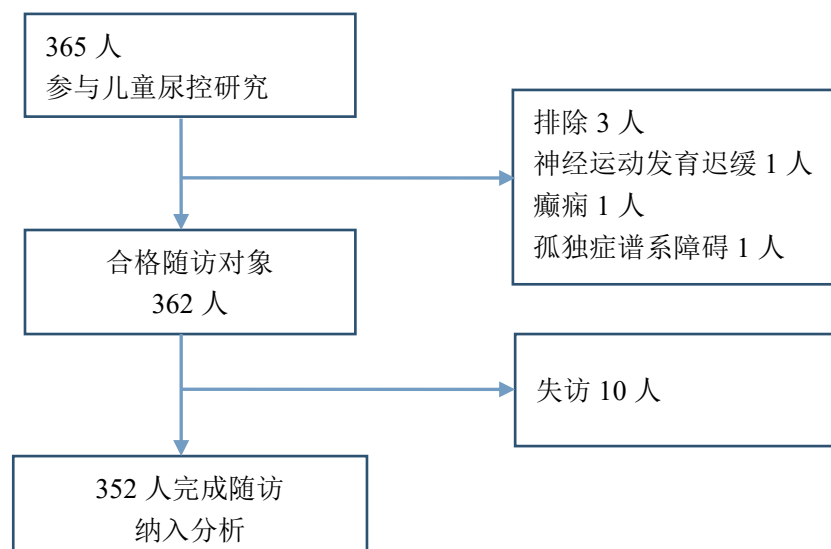 365 人
参与儿童尿控研究
排除 3 人
神经运动发育迟缓 1 人
癫痫 1 人
孤独症谱系障碍 1 人
合格随访对象
362 人
失访 10 人
352 人完成随访
纳入分析